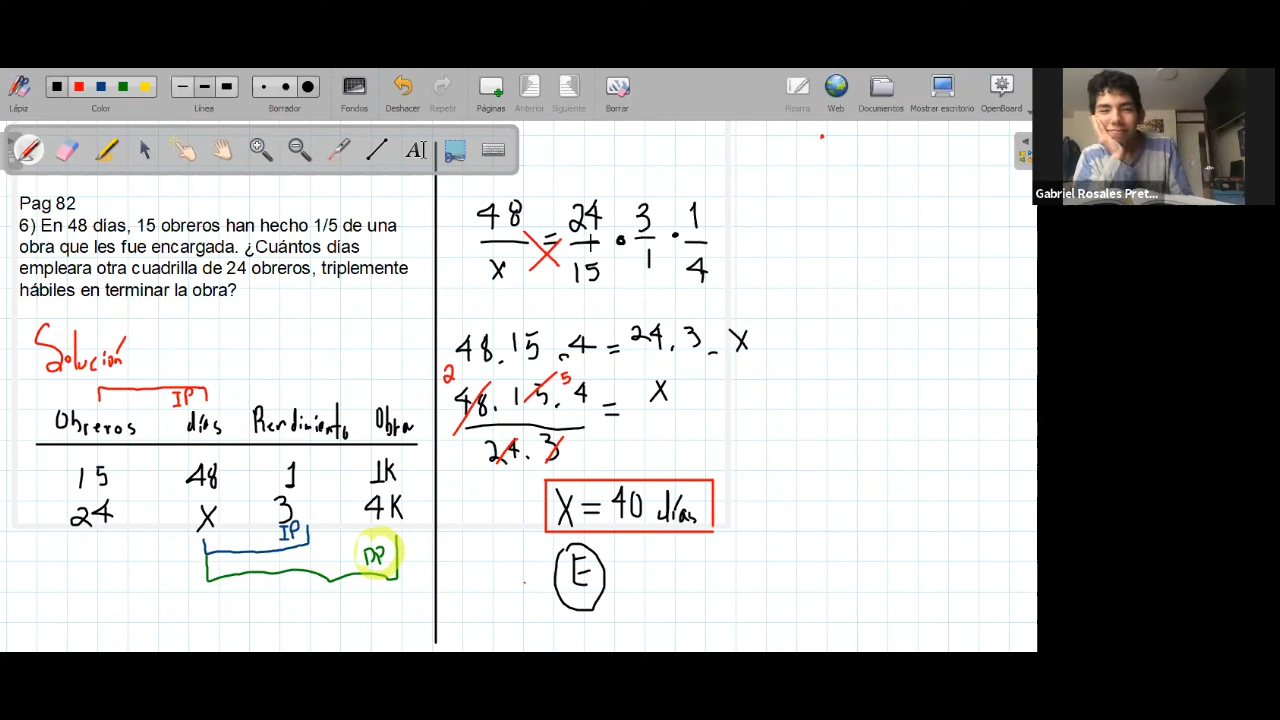 Lápiz Color Línea Borrador Fondos Deshacer Repetir Páginas Anterior Siguiente Borrar Pizarra Web Documentos Mostrar escritorio OpenBoard
Gabriel Rosales Pret...
Pag 82
6) En 48 días, 15 obreros han hecho 1/5 de una
obra que les fue encargada. ¿Cuántos días
empleara otra cuadrilla de 24 obreros, triplemente
hábiles en terminar la obra?
Solución
IP
Obreros días Rendimiento Obra
15 48 1 1K
24 X 3 4K
IP
DP
48/x = 24/15 • 3/1 • 1/4
48.15.4 = 24.3.X
2 5
48.15.4 = X
24.3
X = 40 días
E